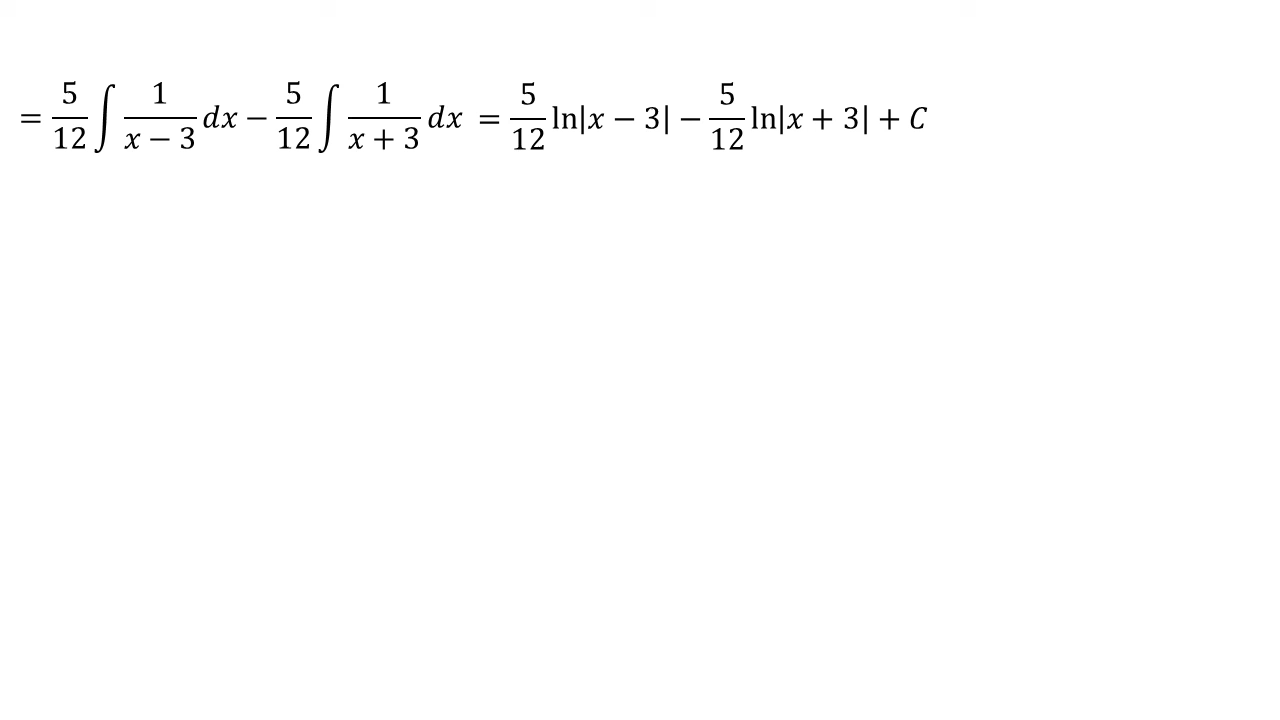 = 5/12 ∫ 1/(x − 3) dx − 5/12 ∫ 1/(x + 3) dx = 5/12 ln|x − 3| − 5/12 ln|x + 3| + C